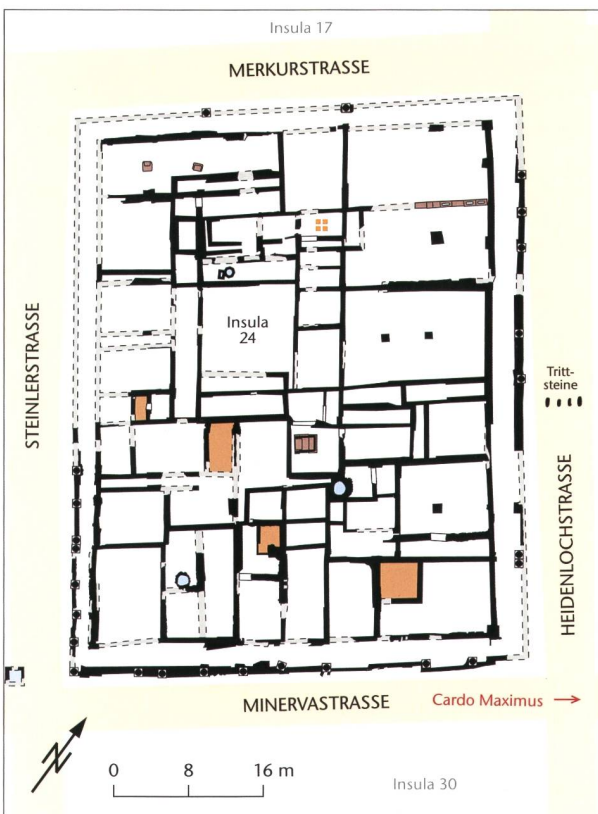 Insula 17
MERKURSTRASSE
STEINLERSTRASSE
Insula
24
Tritt-
steine
HEIDENLOCHSTRASSE
MINERVASTRASSE
Cardo Maximus →
N
0 8 16 m
Insula 30